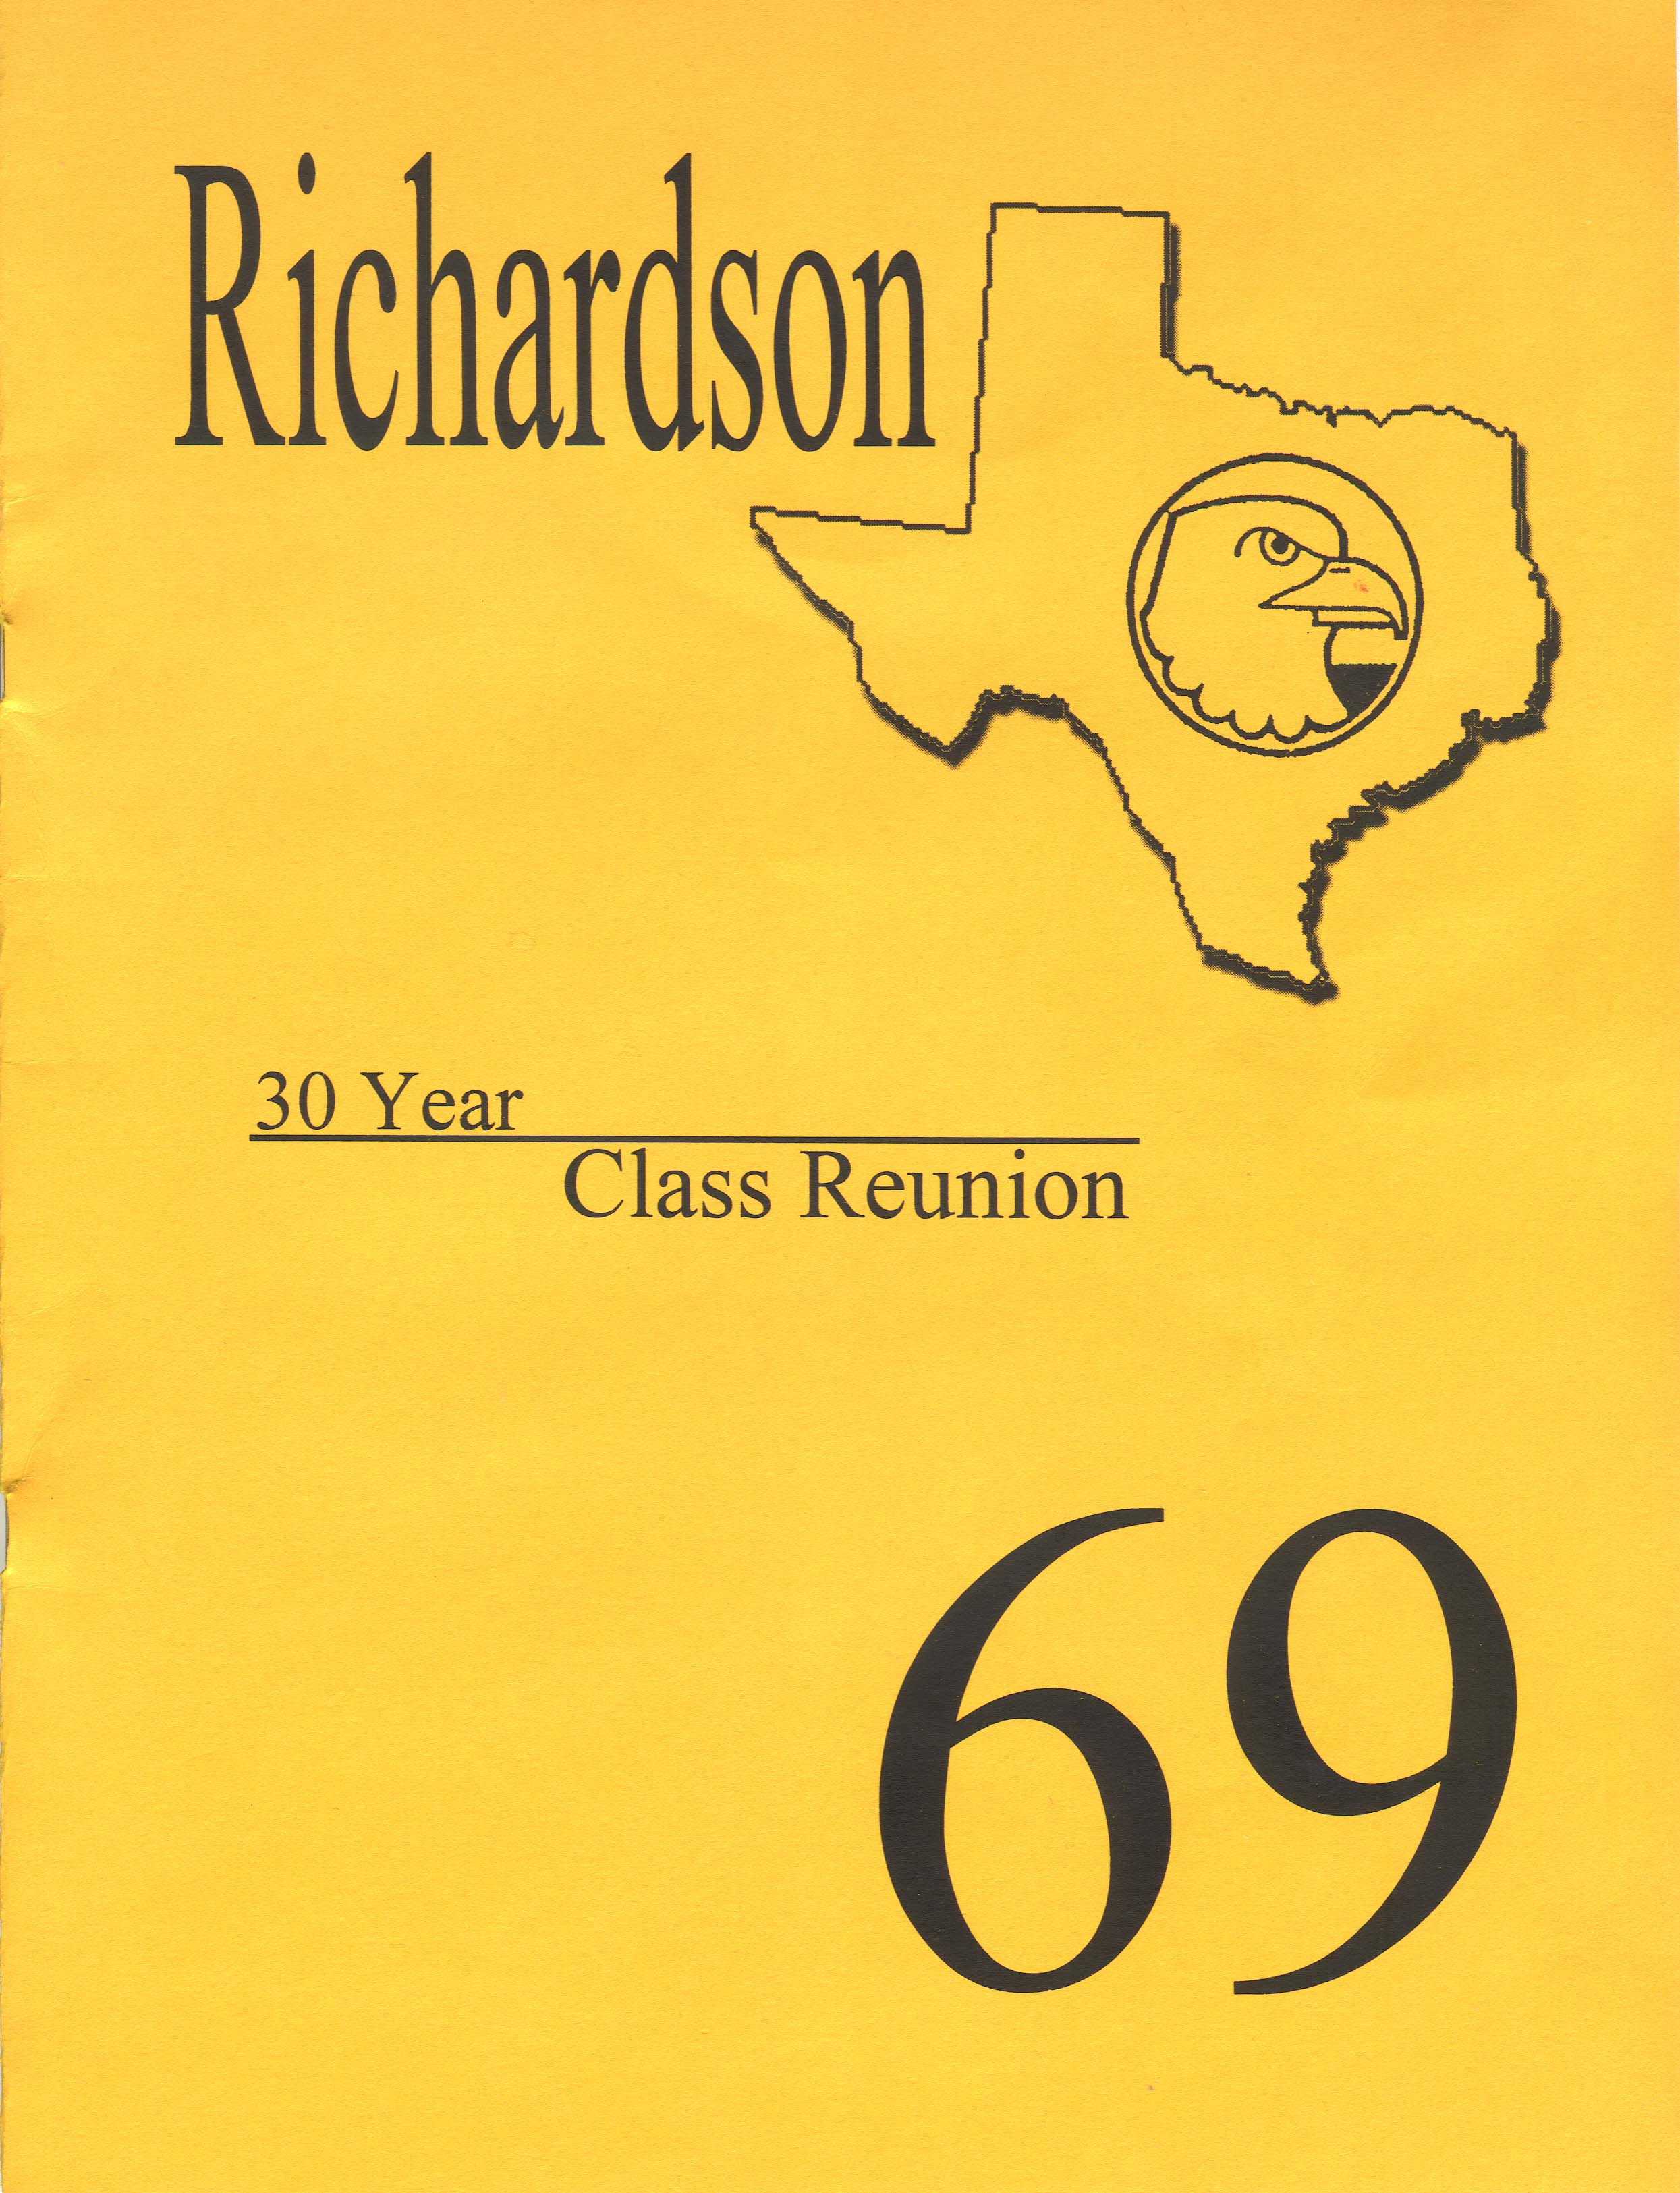 Richardson
30 Year
Class Reunion
69